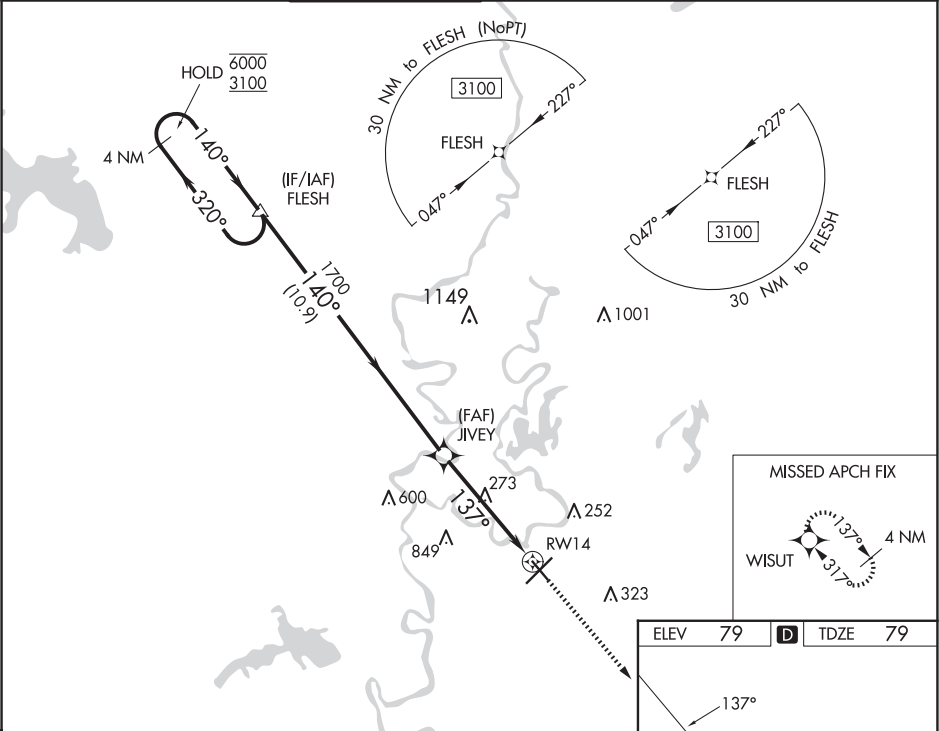 30 NM to FLESH (NoPT)
3100
227°
FLESH
047°
HOLD 6000
3100
4 NM
140°
320°
(IF/IAF)
FLESH
227°
FLESH
047°
3100
30 NM to FLESH
1700
140°
(10.9)
1149
1001
(FAF)
JIVEY
273
600
137°
252
849
RW14
323
MISSED APCH FIX
137°
4 NM
WISUT
317°
ELEV 79 D TDZE 79
137°